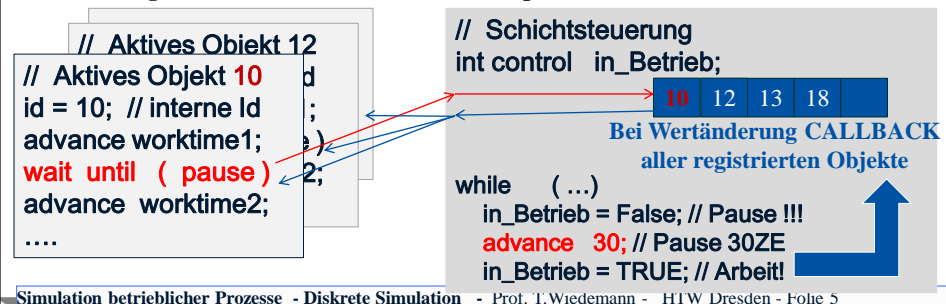 // Aktives Objekt 12
d
// Aktives Objekt 10
id = 10; // interne Id
1;
advance worktime1;
e )
wait until ( pause )
2;
advance worktime2;
….
// Schichtsteuerung
int control in_Betrieb;
10 12 13 18
Bei Wertänderung CALLBACK
aller registrierten Objekte
while (…)
in_Betrieb = False; // Pause !!!
advance 30; // Pause 30ZE
in_Betrieb = TRUE; // Arbeit!
Simulation betrieblicher Prozesse - Diskrete Simulation - Prof. T.Wiedemann - HTW Dresden - Folie 5